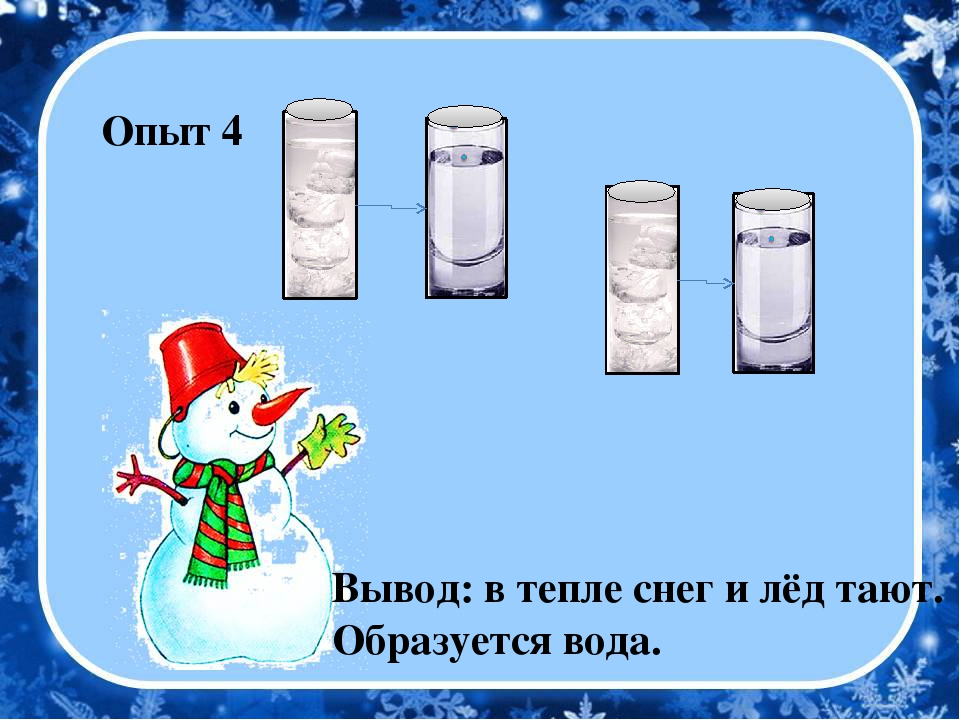 Опыт 4
Вывод: в тепле снег и лёд тают.
Образуется вода.